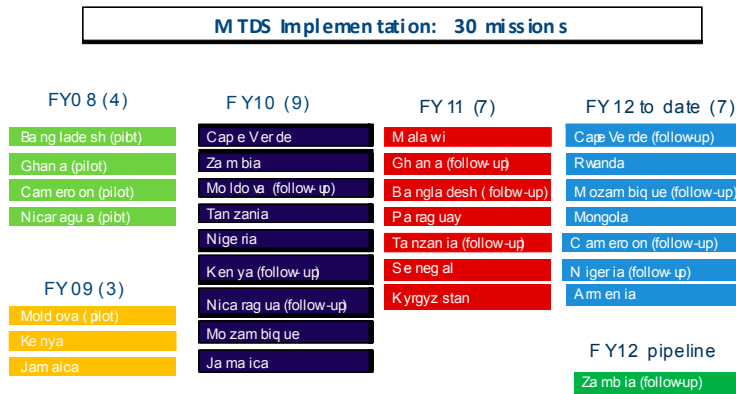 MTDS Implementation: 30 missions
FY08 (4)
Bangladesh (pibt)
Ghana (pilot)
Cameroon (pilot)
Nicaragua (pibt)
FY09 (3)
Moldova (pilot)
Kenya
Jamaica
FY10 (9)
Cape Verde
Zambia
Moldova (follow-up)
Tanzania
Nigeria
Kenya (follow-up)
Nicaragua (follow-up)
Mozambique
Jamaica
FY11 (7)
Malawi
Ghana (follow-up)
Bangladesh (folbw-up)
Paraguay
Tanzania (follow-up)
Senegal
Kyrgyzstan
FY12 to date (7)
Cape Verde (follow-up)
Rwanda
Mozambique (follow-up)
Mongola
Cameroon (follow-up)
Nigeria (follow-up)
Armenia
FY12 pipeline
Zambia (follow-up)